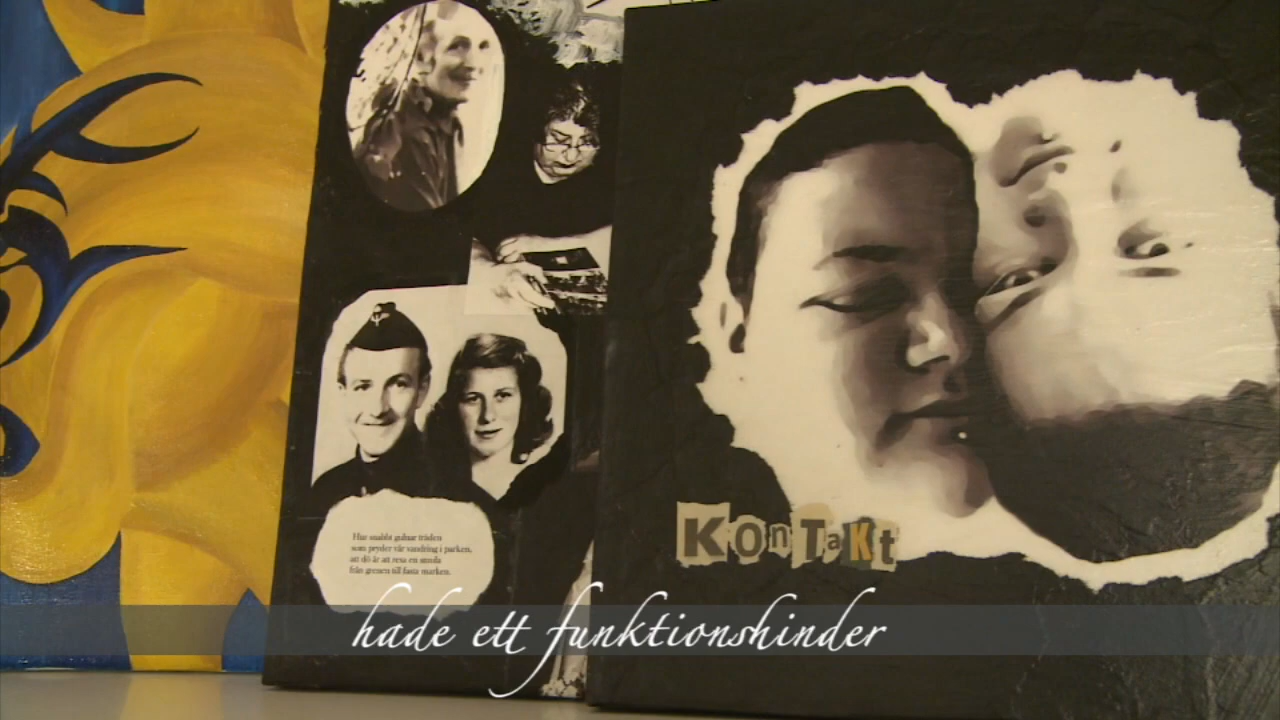 Hur snabbt gulnar träden
som pryder vår vandring i parken,
att dö är att resa en smula
från grenen till fasta marken.
KonTaKt
hade ett funktionshinder